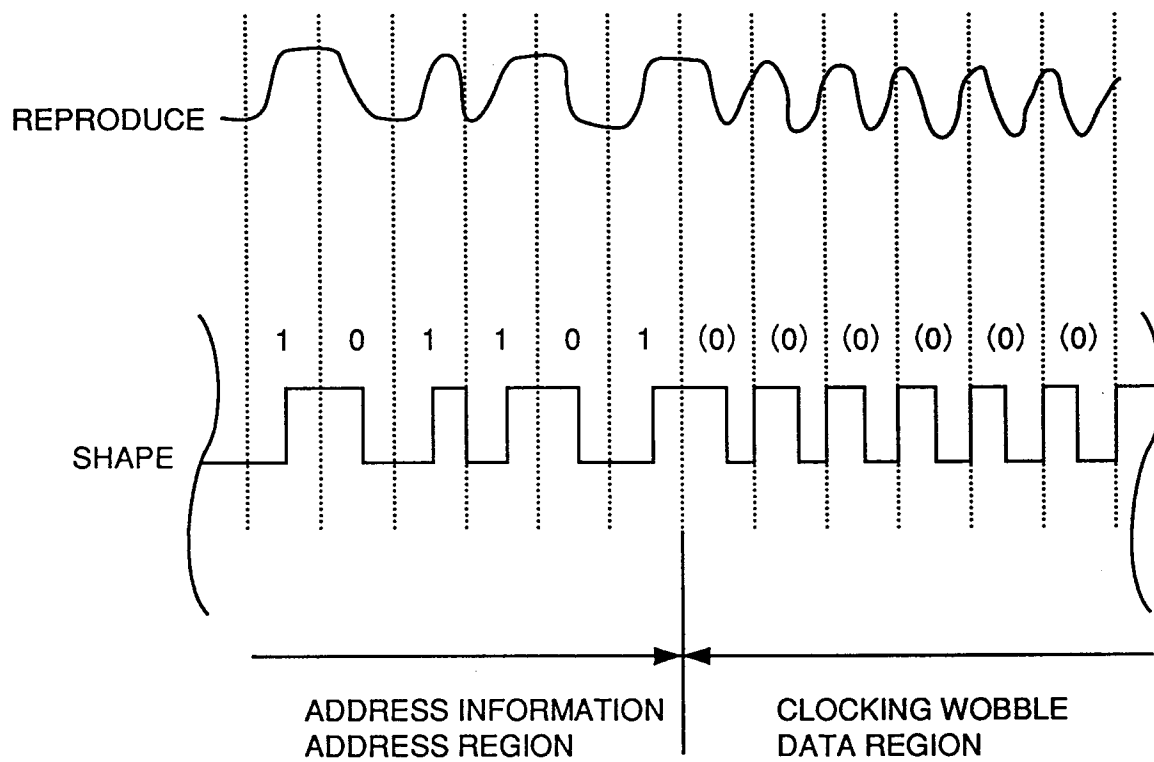 REPRODUCE
1 0 1 1 0 1 (0) (0) (0) (0) (0) (0)
SHAPE
ADDRESS INFORMATION
ADDRESS REGION
CLOCKING WOBBLE
DATA REGION